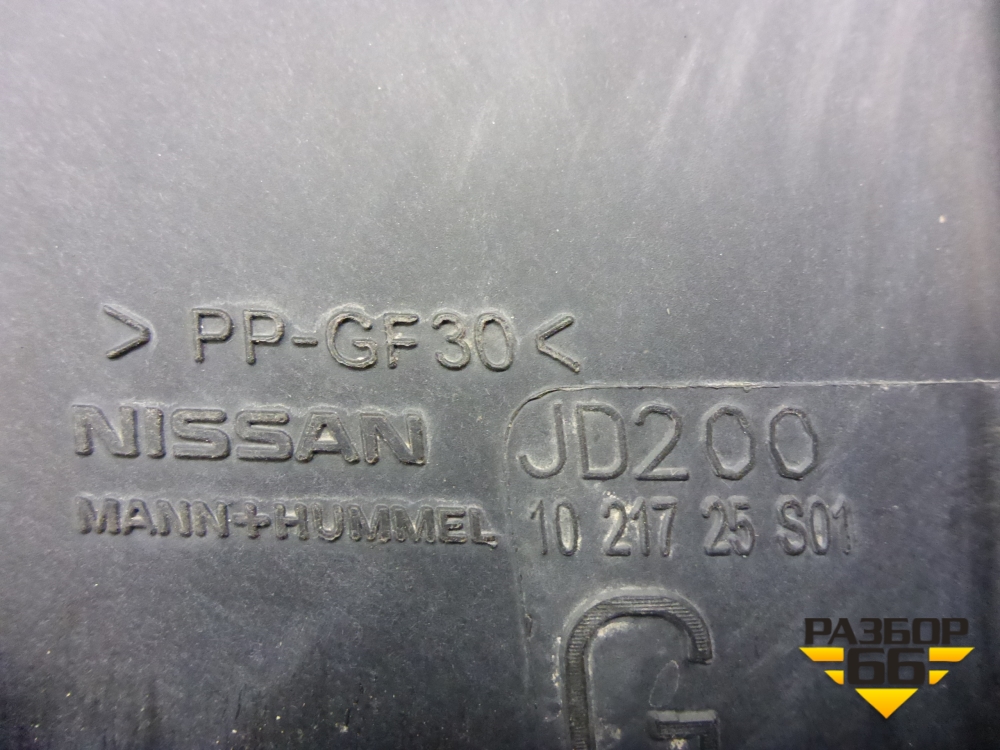 > PP-GF30 <
NISSAN JD200
MANN+HUMMEL 10 217 25 S01
G
РАЗБОР
66